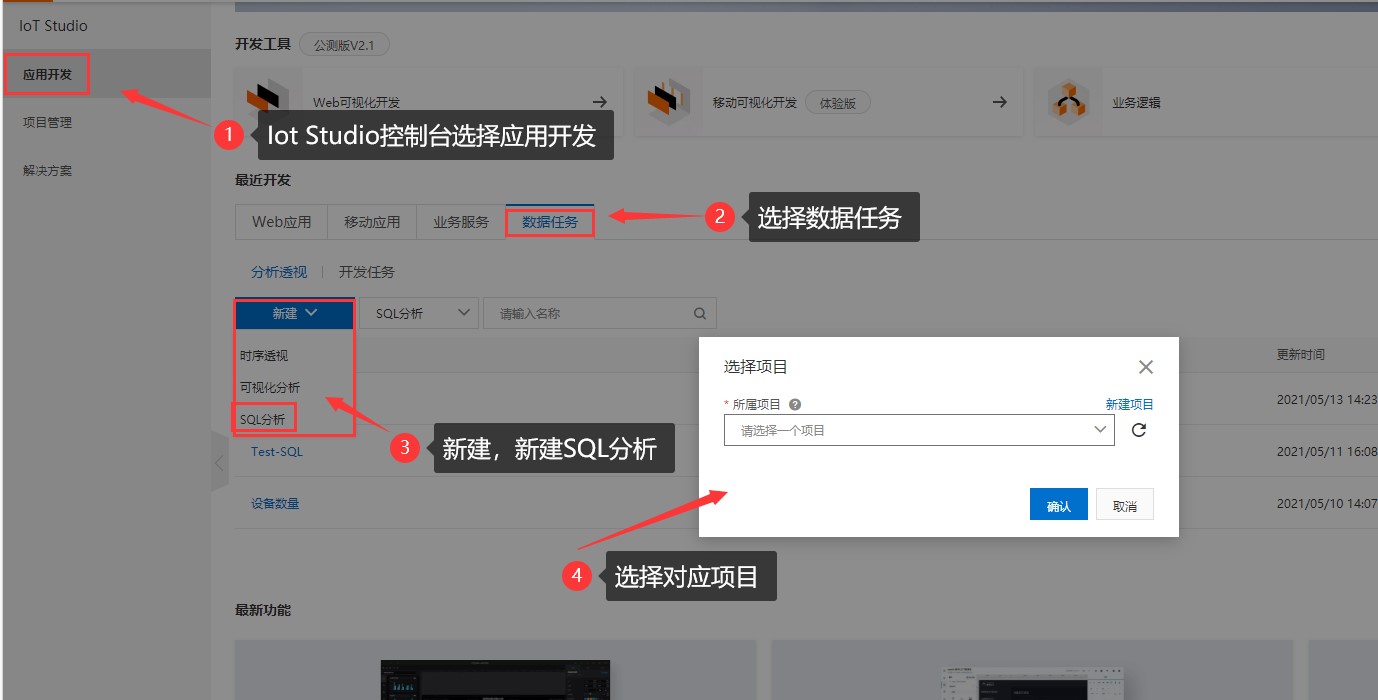 IoT Studio
应用开发
项目管理
解决方案
开发工具 公测版V2.1
Web可视化开发
移动可视化开发 体验版
业务逻辑
1 Iot Studio控制台选择应用开发
最近开发
Web应用 移动应用 业务服务 数据任务
2 选择数据任务
分析透视 开发任务
新建 SQL分析 请输入名称
时序透视
可视化分析
SQL分析
3 新建，新建SQL分析
Test-SQL
设备数量
更新时间
2021/05/13 14:23
2021/05/11 16:08
2021/05/10 14:07
选择项目
* 所属项目 ? 新建项目
请选择一个项目
确认 取消
4 选择对应项目
最新功能